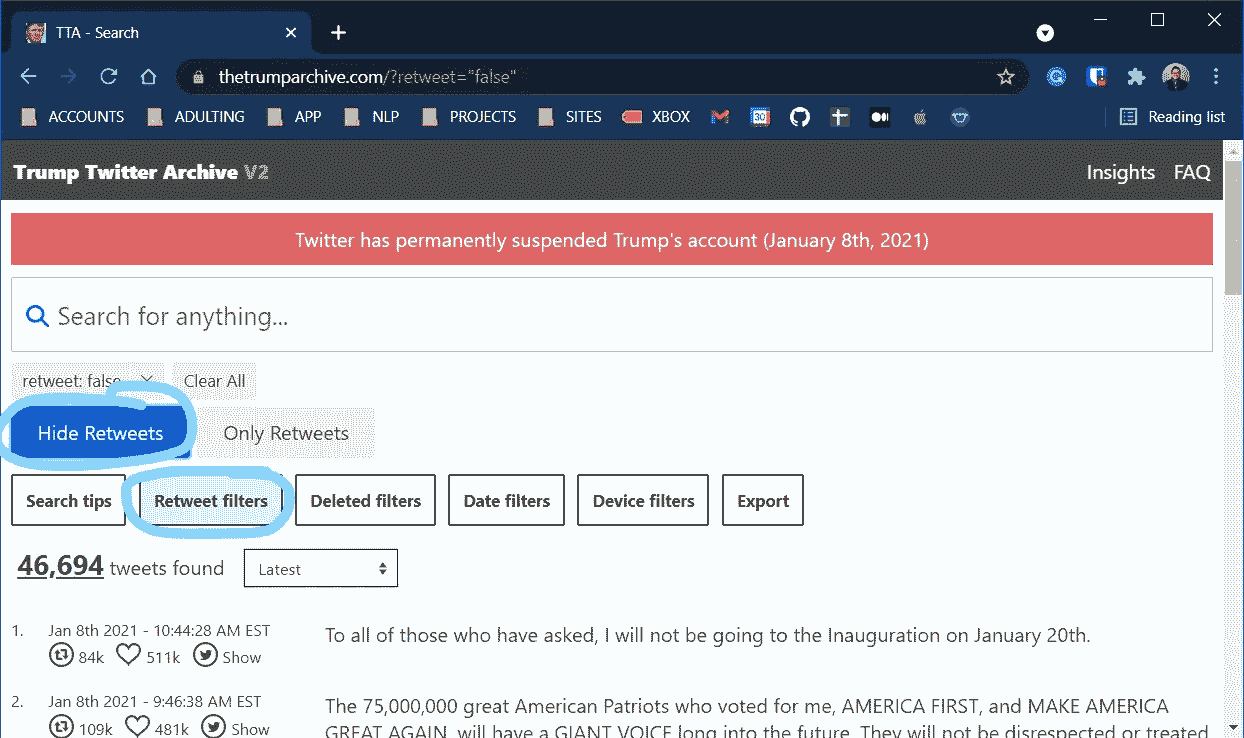 TTA - Search
thetrumparchive.com/?retweet="false"
ACCOUNTS ADULTING APP NLP PROJECTS SITES XBOX 30 Reading list
Trump Twitter Archive V2 Insights FAQ
Twitter has permanently suspended Trump's account (January 8th, 2021)
Search for anything...
retweet: false Clear All
Hide Retweets Only Retweets
Search tips Retweet filters Deleted filters Date filters Device filters Export
46,694 tweets found Latest
1. Jan 8th 2021 - 10:44:28 AM EST To all of those who have asked, I will not be going to the Inauguration on January 20th.
84k 511k Show
2. Jan 8th 2021 - 9:46:38 AM EST The 75,000,000 great American Patriots who voted for me, AMERICA FIRST, and MAKE AMERICA
109k 481k Show GREAT AGAIN, will have a GIANT VOICE long into the future. They will not be disrespected or treated